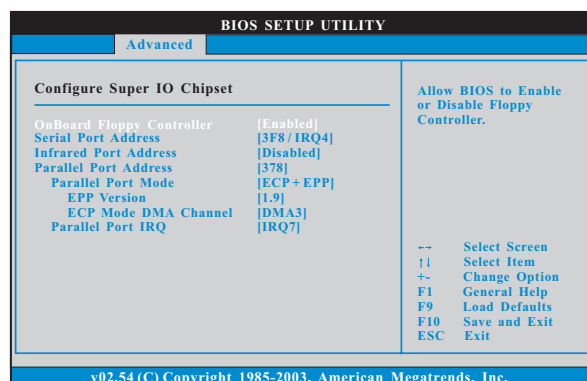 BIOS SETUP UTILITY
Advanced
Configure Super IO Chipset
OnBoard Floppy Controller [Enabled]
Serial Port Address [3F8 / IRQ4]
Infrared Port Address [Disabled]
Parallel Port Address [378]
Parallel Port Mode [ECP + EPP]
EPP Version [1.9]
ECP Mode DMA Channel [DMA3]
Parallel Port IRQ [IRQ7]
Allow BIOS to Enable
or Disable Floppy
Controller.
←→ Select Screen
↑↓ Select Item
+- Change Option
F1 General Help
F9 Load Defaults
F10 Save and Exit
ESC Exit
v02.54 (C) Copyright 1985-2003, American Megatrends, Inc.